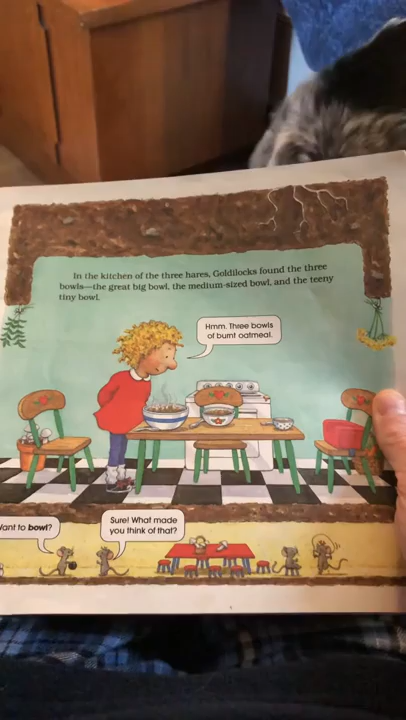 In the kitchen of the three hares, Goldilocks found the three
bowls—the great big bowl, the medium-sized bowl, and the teeny
tiny bowl.
Hmm. Three bowls
of burnt oatmeal.
ant to bowl?
Sure! What made
you think of that?